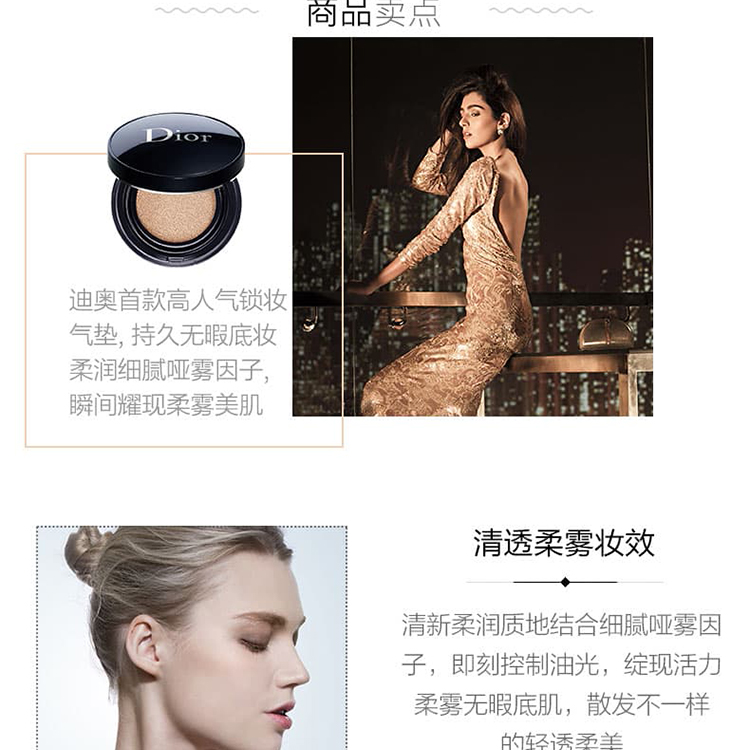 商品卖点
Dior
迪奥首款高人气锁妆
气垫, 持久无暇底妆
柔润细腻哑雾因子,
瞬间耀现柔雾美肌
清透柔雾妆效
清新柔润质地结合细腻哑雾因
子，即刻控制油光，绽现活力
柔雾无暇底肌，散发不一样
的轻透柔美